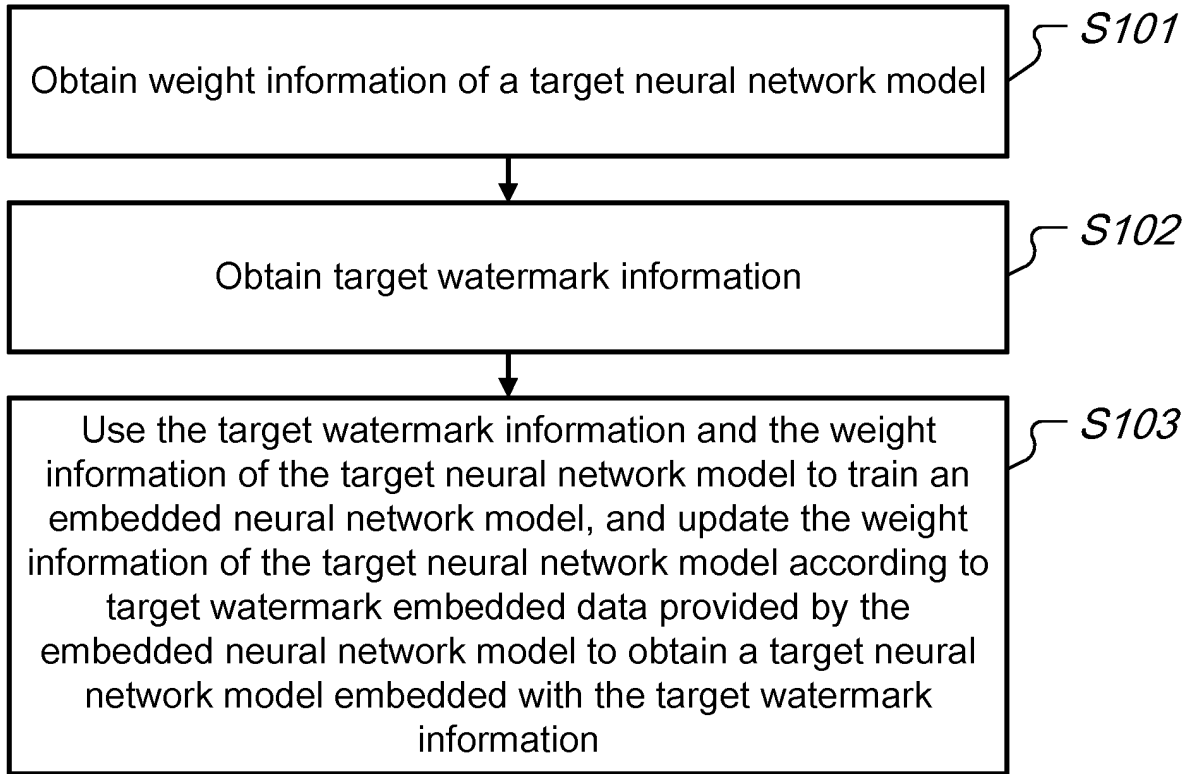 S101
Obtain weight information of a target neural network model
S102
Obtain target watermark information
S103
Use the target watermark information and the weight
information of the target neural network model to train an
embedded neural network model, and update the weight
information of the target neural network model according to
target watermark embedded data provided by the
embedded neural network model to obtain a target neural
network model embedded with the target watermark
information